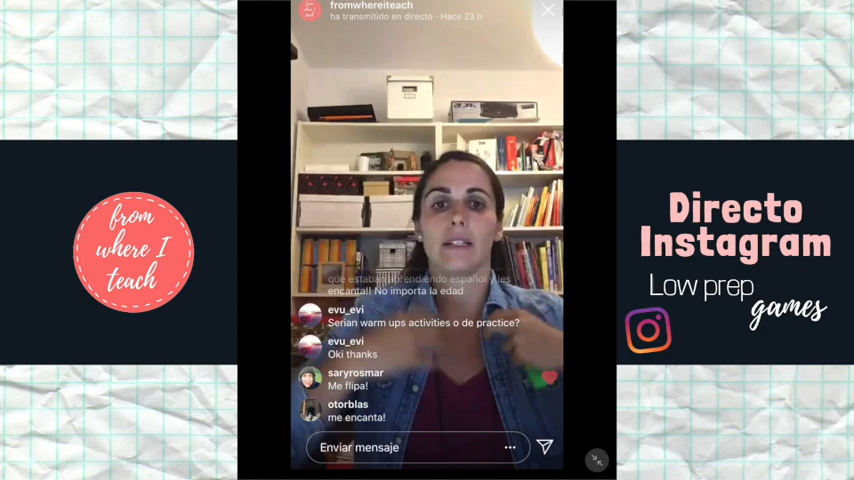 fromwhereiteach
ha transmitido en directo · Hace 23 h
from
where I
teach
que estaban aprendiendo español y les
encanta!! No importa la edad
evu_evi
Serian warm ups activities o de practice?
evu_evi
Oki thanks
saryrosmar
Me flipa!
otorblas
me encanta!
Enviar mensaje
Directo
Instagram
Low prep
games